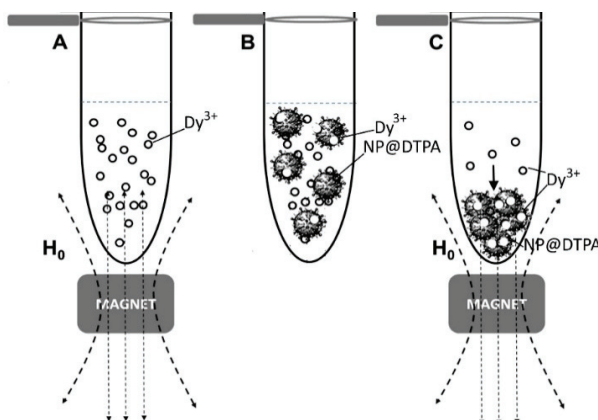 A
Dy3+
H0
MAGNET
B
Dy3+
NP@DTPA
C
Dy3+
NP@DTPA
H0
MAGNET